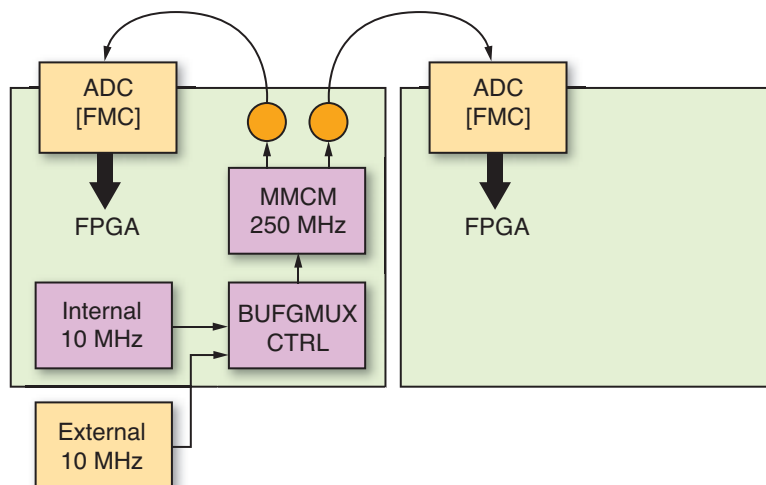 ADC
[FMC]
FPGA
MMCM
250 MHz
Internal
10 MHz
BUFGMUX
CTRL
External
10 MHz
ADC
[FMC]
FPGA